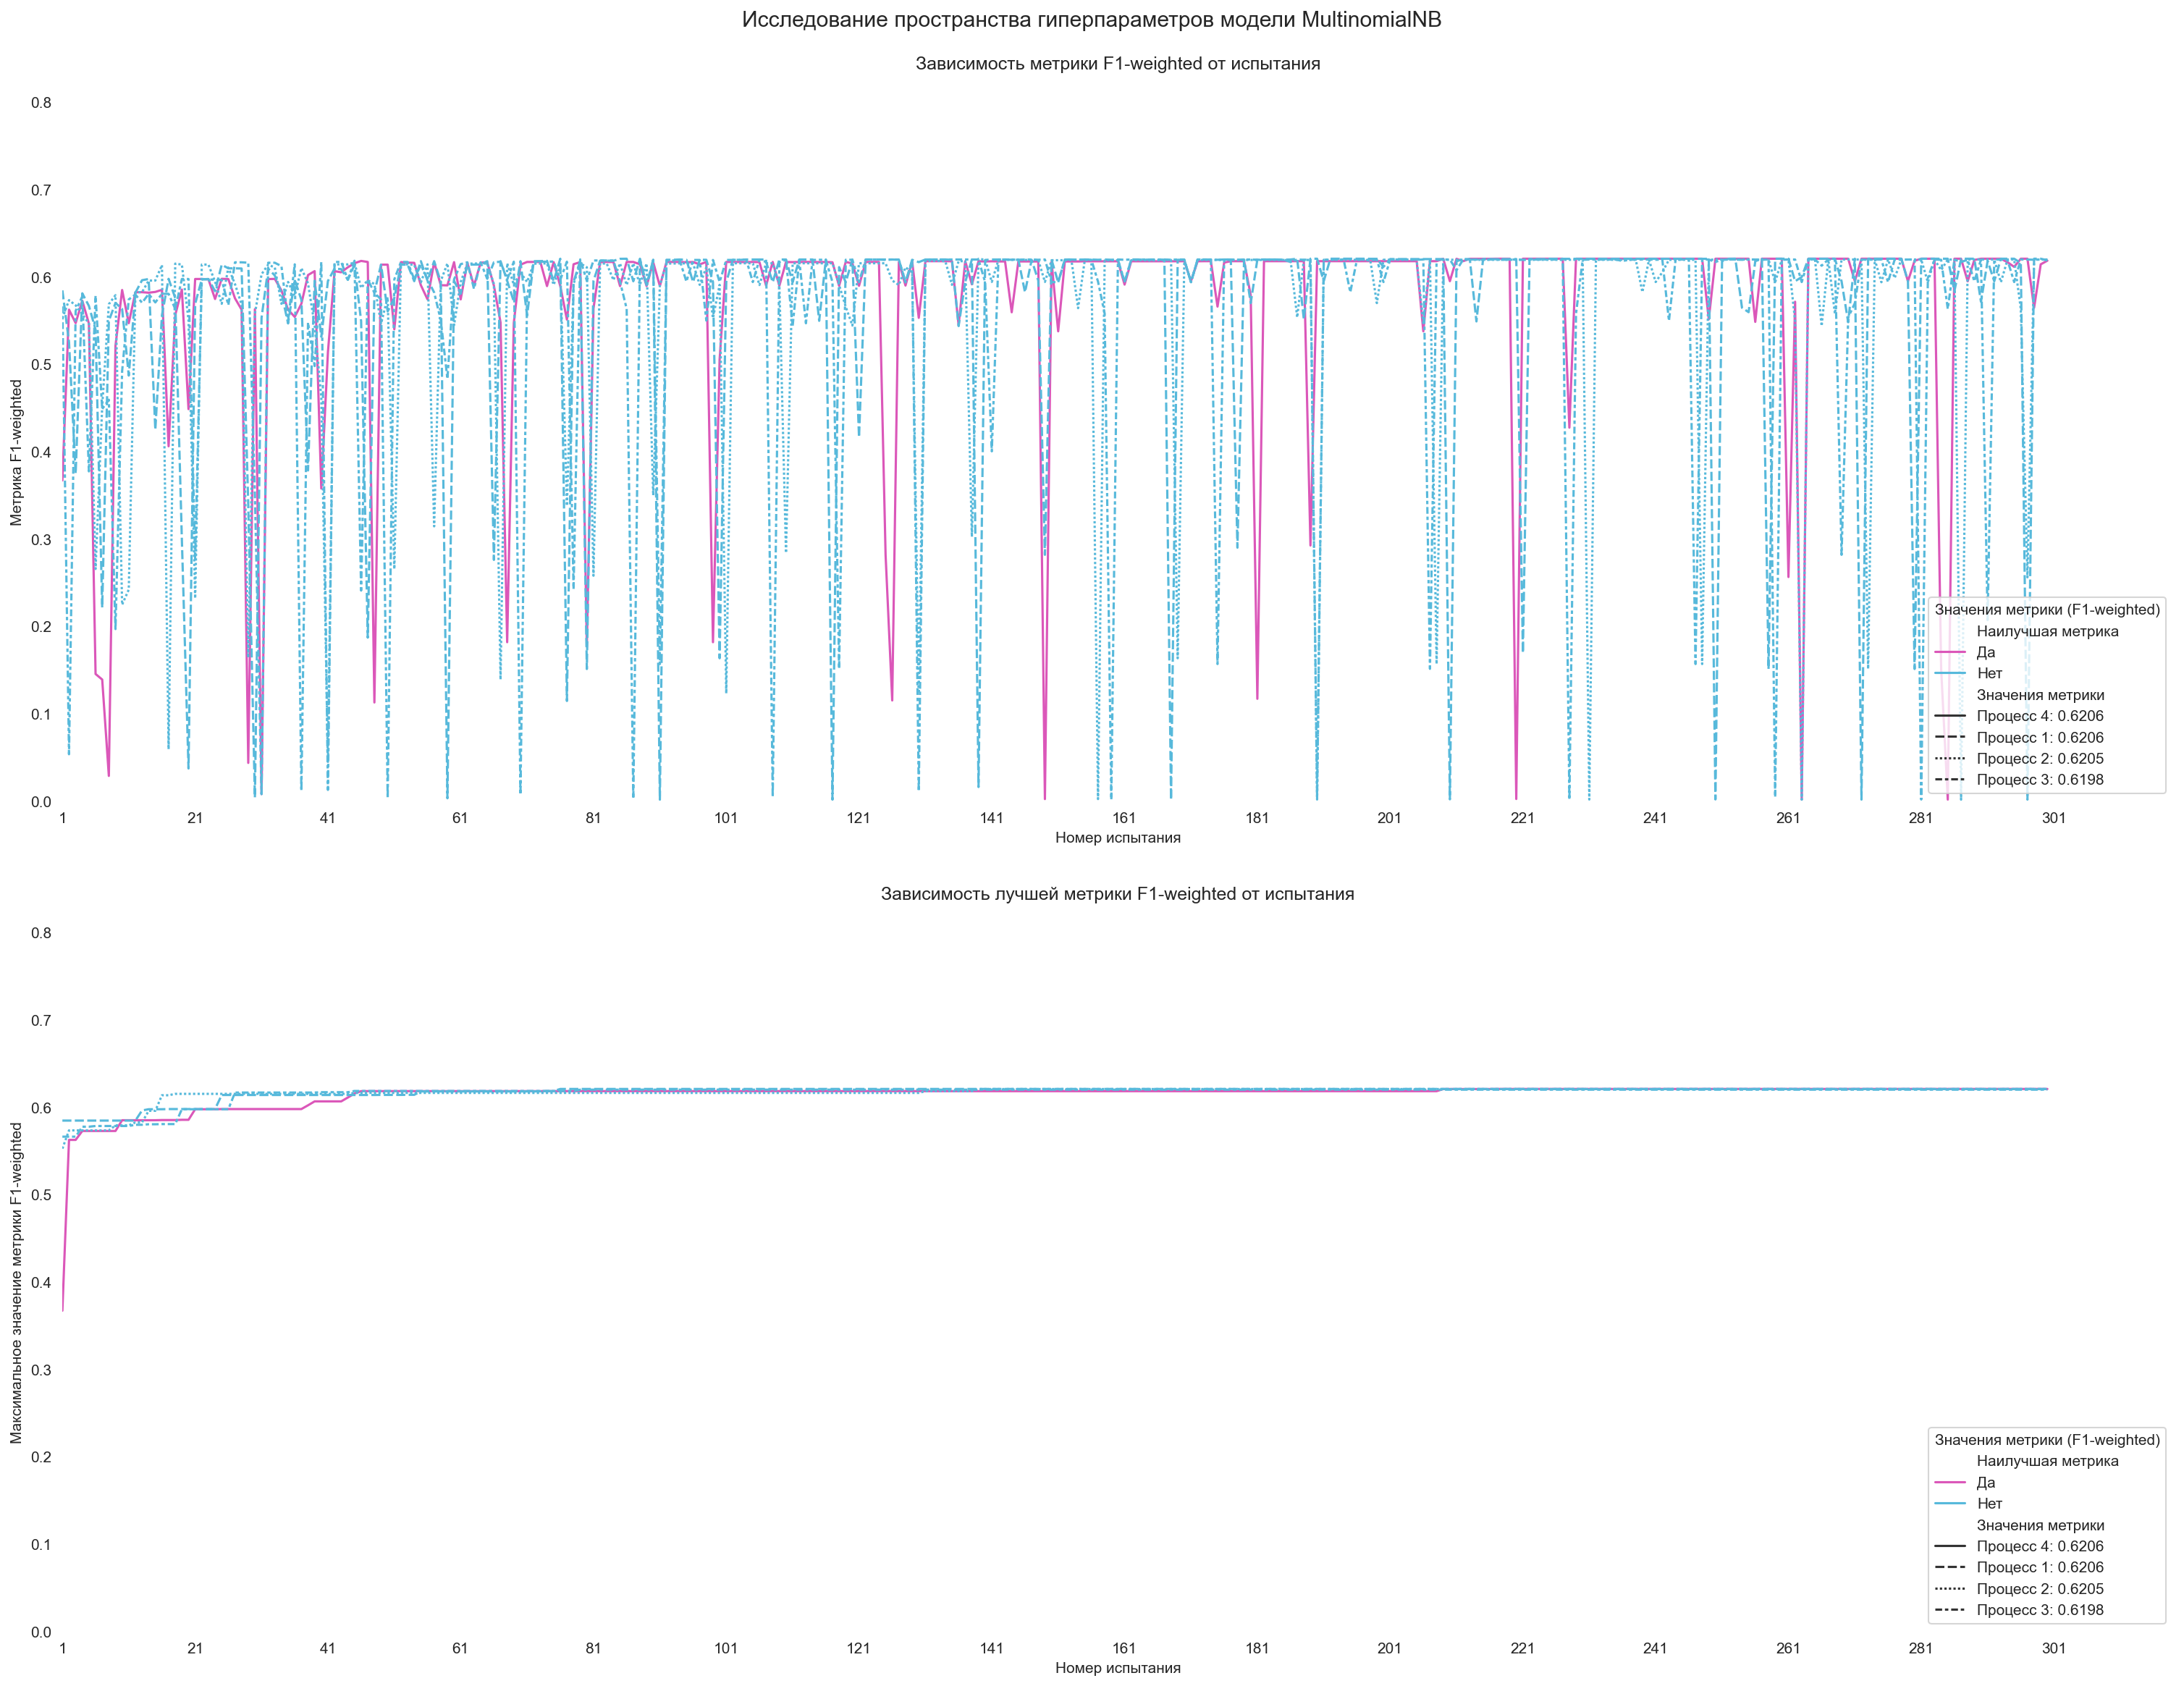 Исследование пространства гиперпараметров модели MultinomialNB
Зависимость метрики F1-weighted от испытания
Метрика F1-weighted
0.8
0.7
0.6
0.5
0.4
0.3
0.2
0.1
0.0
Значения метрики (F1-weighted)
Наилучшая метрика
Да
Нет
Значения метрики
Процесс 4: 0.6206
Процесс 1: 0.6206
Процесс 2: 0.6205
Процесс 3: 0.6198
1 21 41 61 81 101 121 141 161 181 201 221 241 261 281 301
Номер испытания
Зависимость лучшей метрики F1-weighted от испытания
Максимальное значение метрики F1-weighted
0.8
0.7
0.6
0.5
0.4
0.3
0.2
0.1
0.0
Значения метрики (F1-weighted)
Наилучшая метрика
Да
Нет
Значения метрики
Процесс 4: 0.6206
Процесс 1: 0.6206
Процесс 2: 0.6205
Процесс 3: 0.6198
1 21 41 61 81 101 121 141 161 181 201 221 241 261 281 301
Номер испытания